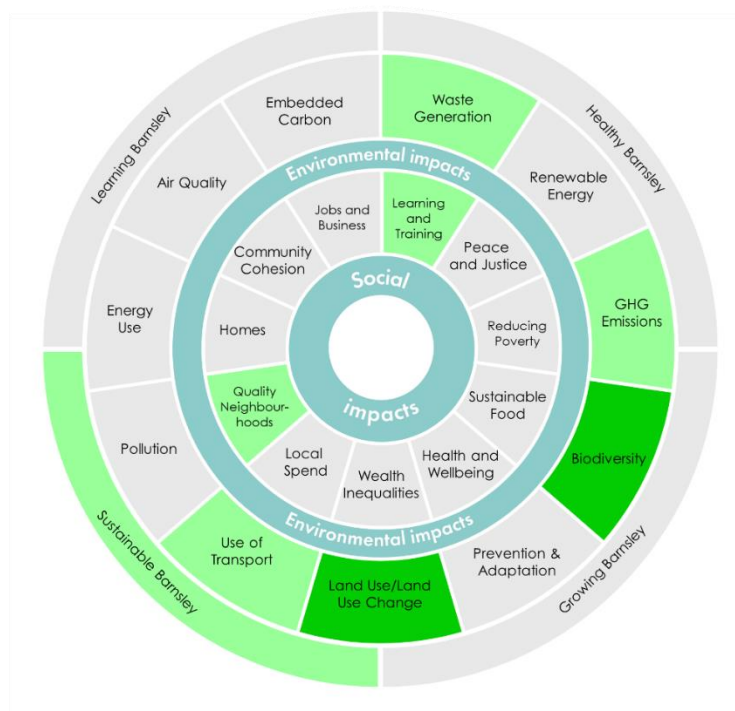 Learning Barnsley
Healthy Barnsley
Growing Barnsley
Sustainable Barnsley
Embedded
Carbon
Waste
Generation
Renewable
Energy
GHG
Emissions
Biodiversity
Prevention &
Adaptation
Land Use/Land
Use Change
Use of
Transport
Pollution
Energy
Use
Air Quality
Environmental impacts
Environmental impacts
Jobs and
Business
Learning
and
Training
Peace
and Justice
Reducing
Poverty
Sustainable
Food
Health and
Wellbeing
Wealth
Inequalities
Local
Spend
Quality
Neighbour-
hoods
Homes
Community
Cohesion
Social
impacts